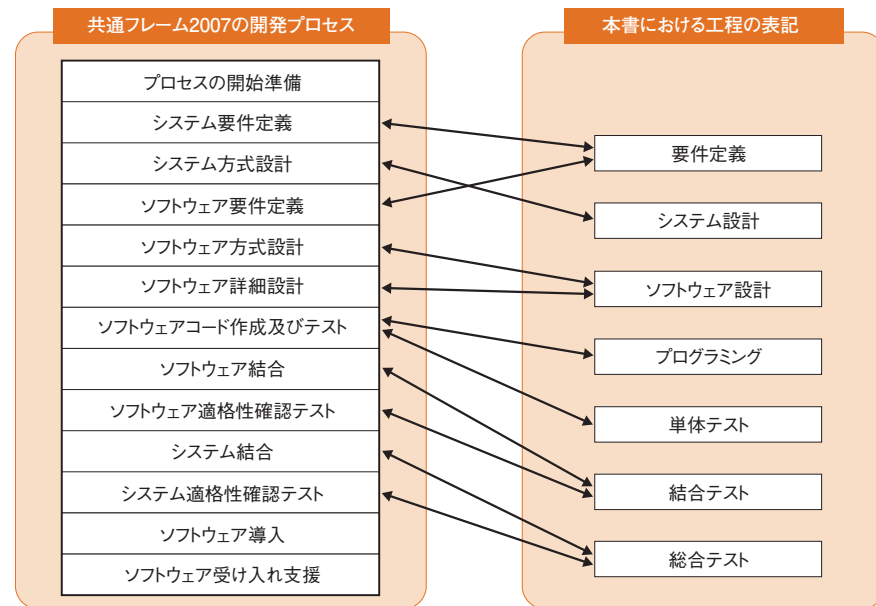 共通フレーム2007の開発プロセス
プロセスの開始準備
システム要件定義
システム方式設計
ソフトウェア要件定義
ソフトウェア方式設計
ソフトウェア詳細設計
ソフトウェアコード作成及びテスト
ソフトウェア結合
ソフトウェア適格性確認テスト
システム結合
システム適格性確認テスト
ソフトウェア導入
ソフトウェア受け入れ支援
本書における工程の表記
要件定義
システム設計
ソフトウェア設計
プログラミング
単体テスト
結合テスト
総合テスト